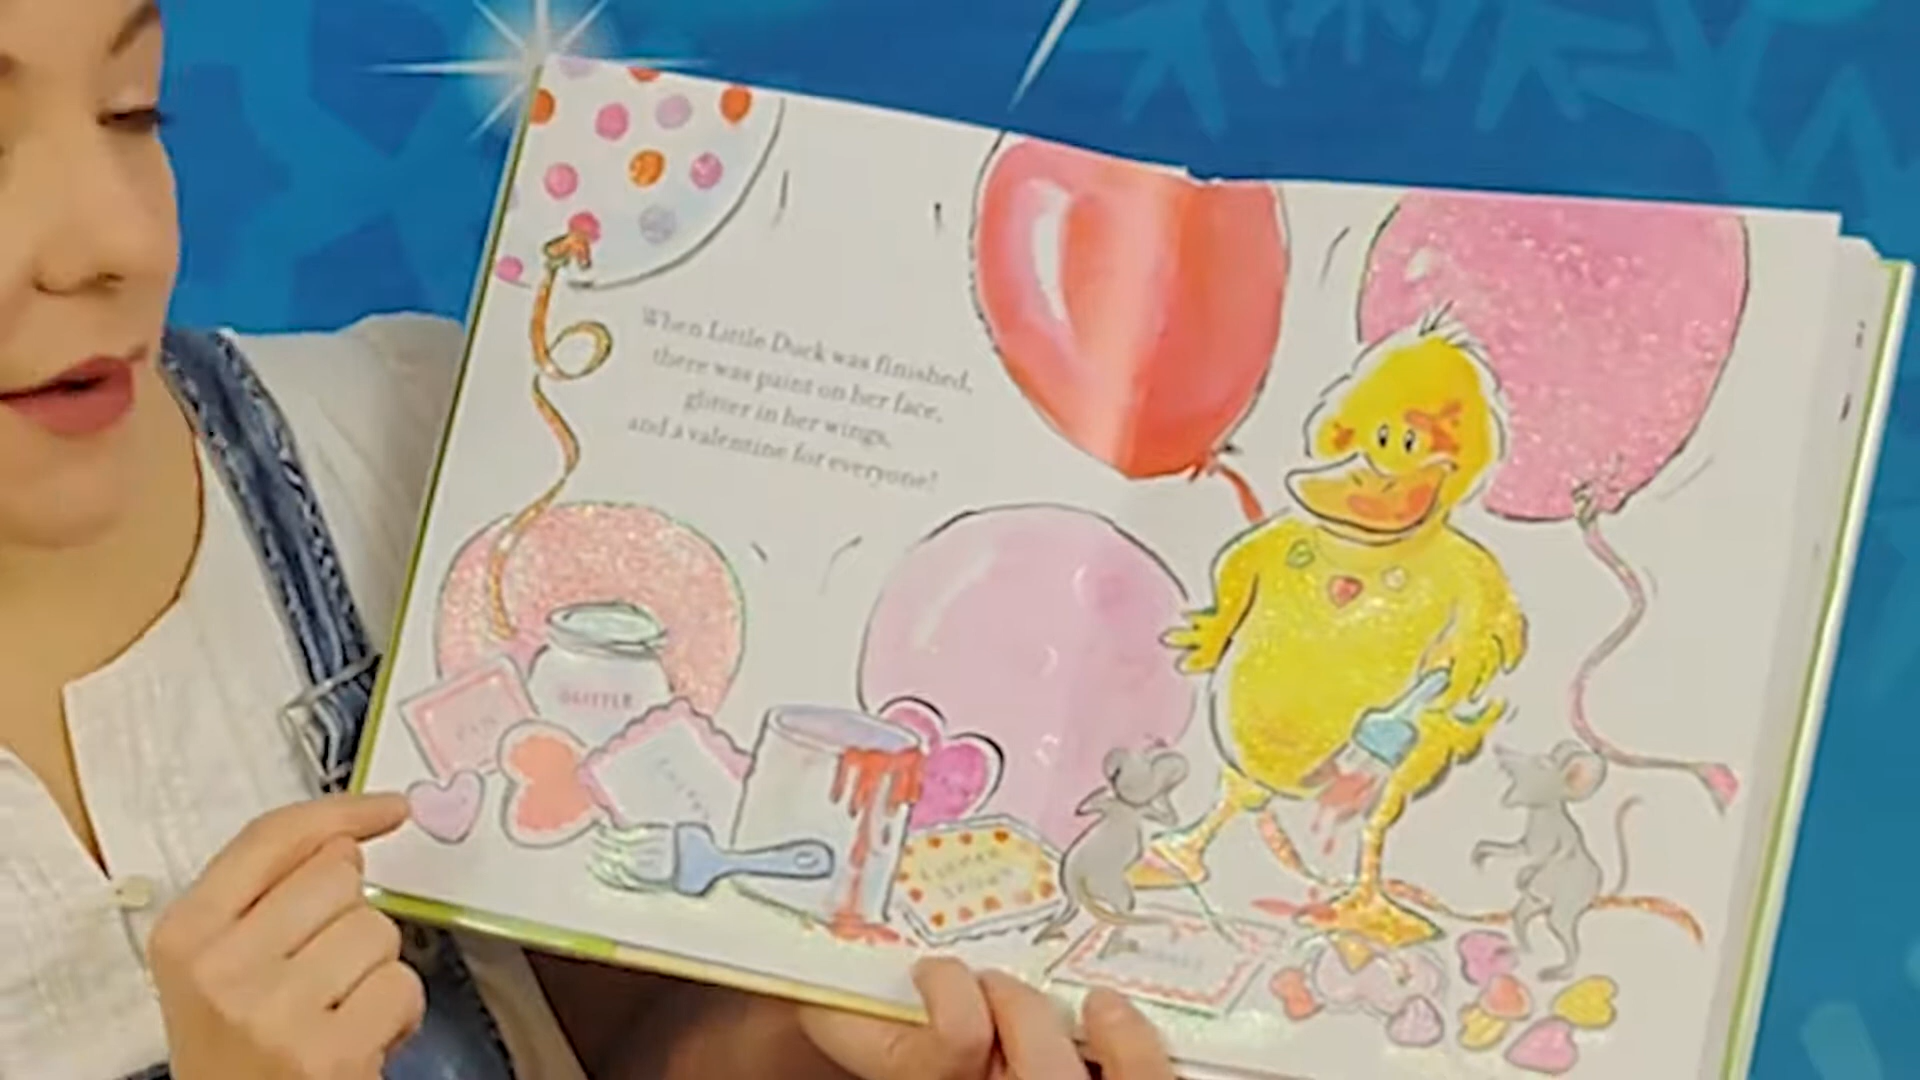 When Little Duck was finished,
there was paint on her face,
glitter in her wings,
and a valentine for everyone!
GLITTER